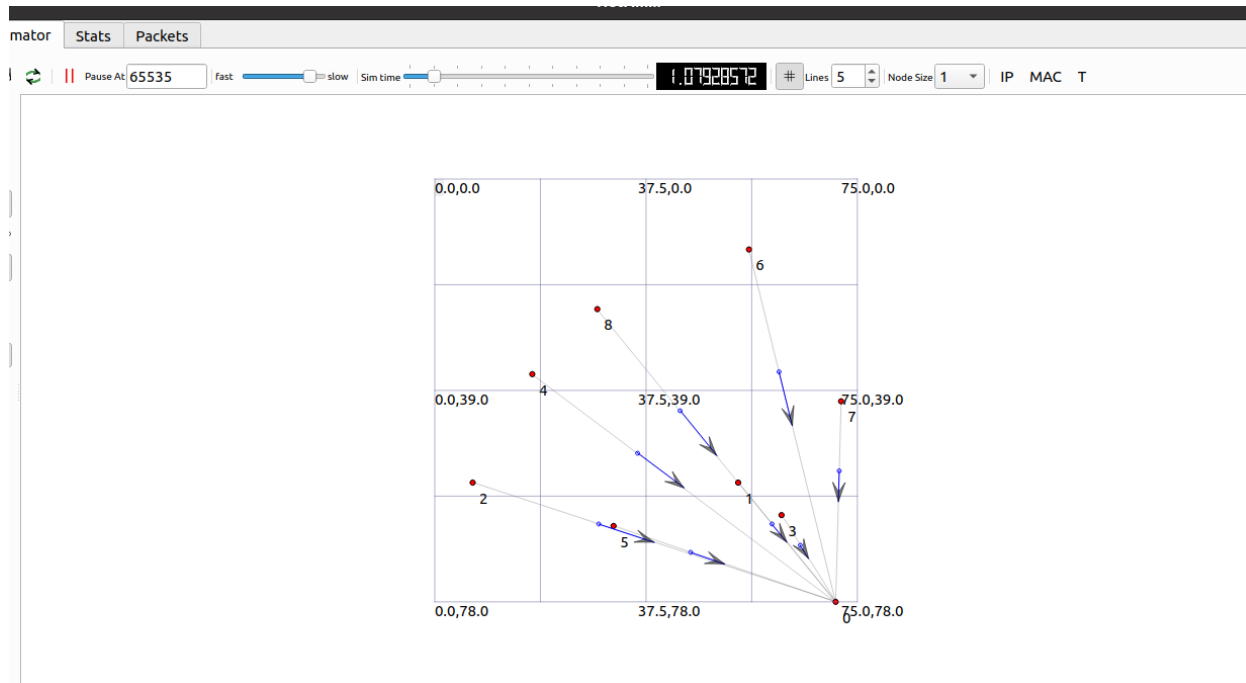 mator Stats Packets
Pause At 65535 fast slow Sim time 1.07928572 # Lines 5 Node Size 1 IP MAC T
0.0,0.0 37.5,0.0 75.0,0.0
6
8
4
0.0,39.0 37.5,39.0 75.0,39.0
7
2 1
3
5
0.0,78.0 37.5,78.0 75.0,78.0
0